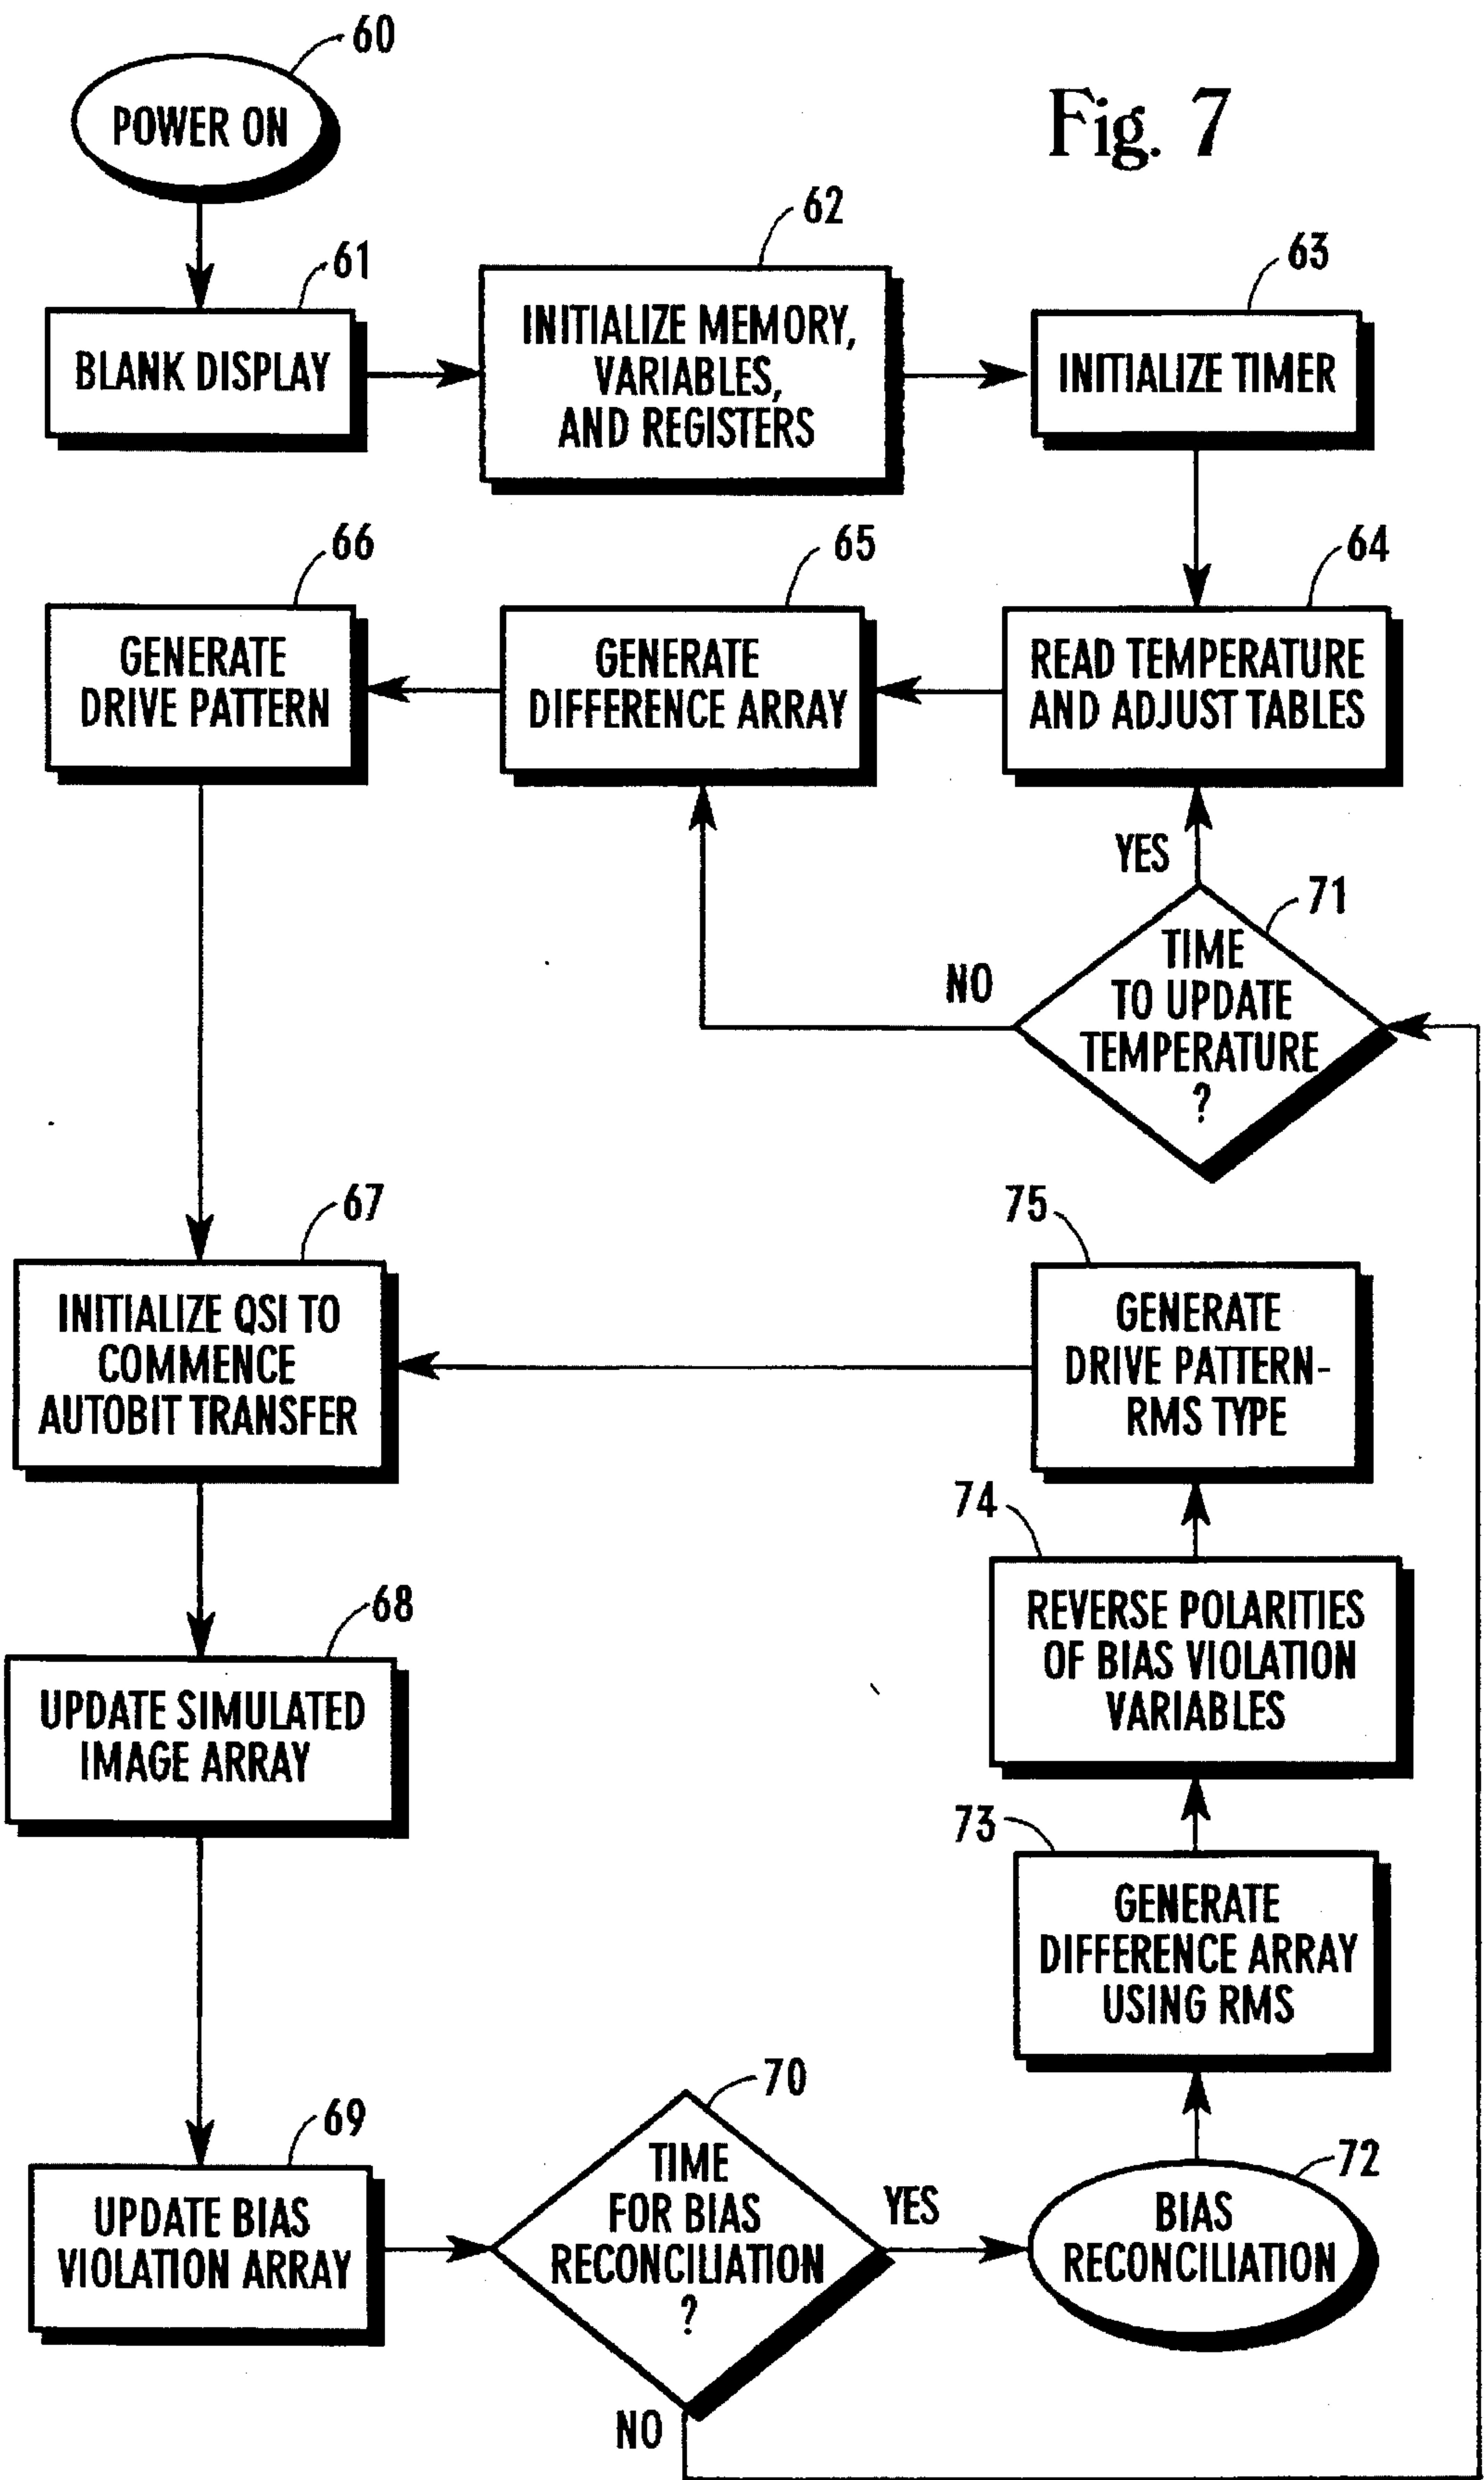 60
POWER ON
Fig. 7
61
BLANK DISPLAY
62
INITIALIZE MEMORY,
VARIABLES,
AND REGISTERS
63
INITIALIZE TIMER
66
GENERATE
DRIVE PATTERN
65
GENERATE
DIFFERENCE ARRAY
64
READ TEMPERATURE
AND ADJUST TABLES
YES
71
TIME
TO UPDATE
TEMPERATURE
?
NO
67
INITIALIZE QSI TO
COMMENCE
AUTOBIT TRANSFER
75
GENERATE
DRIVE PATTERN-
RMS TYPE
74
REVERSE POLARITIES
OF BIAS VIOLATION
VARIABLES
68
UPDATE SIMULATED
IMAGE ARRAY
73
GENERATE
DIFFERENCE ARRAY
USING RMS
69
UPDATE BIAS
VIOLATION ARRAY
70
TIME
FOR BIAS
RECONCILIATION
?
YES
72
BIAS
RECONCILIATION
NO